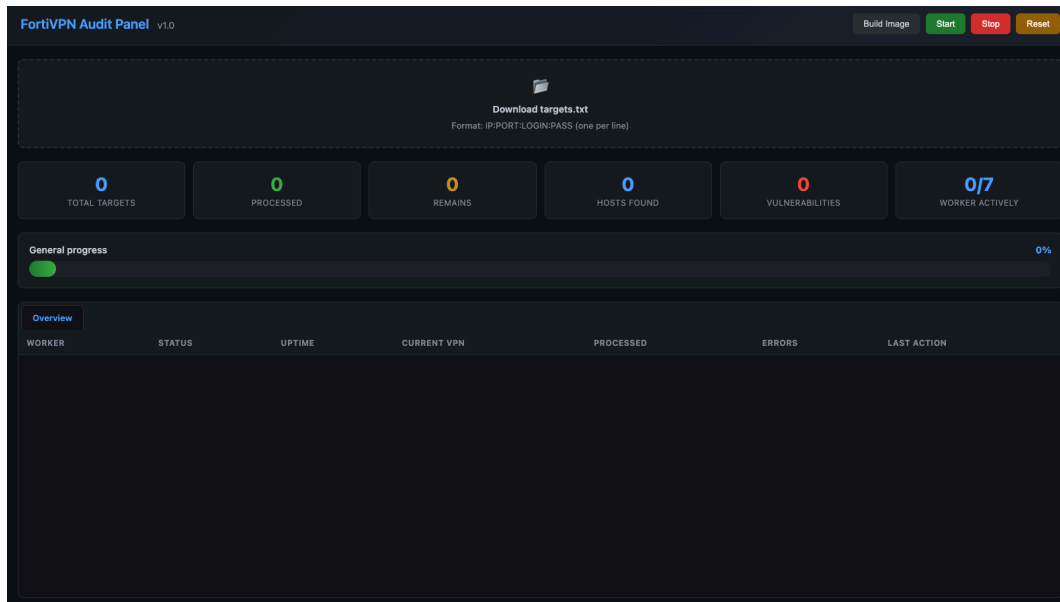 FortiVPN Audit Panel v1.0 Build Image Start Stop Reset
Download targets.txt
Format: IP:PORT:LOGIN:PASS (one per line)
0 0 0 0 0 0/7
TOTAL TARGETS PROCESSED REMAINS HOSTS FOUND VULNERABILITIES WORKER ACTIVELY
General progress 0%
Overview
WORKER STATUS UPTIME CURRENT VPN PROCESSED ERRORS LAST ACTION